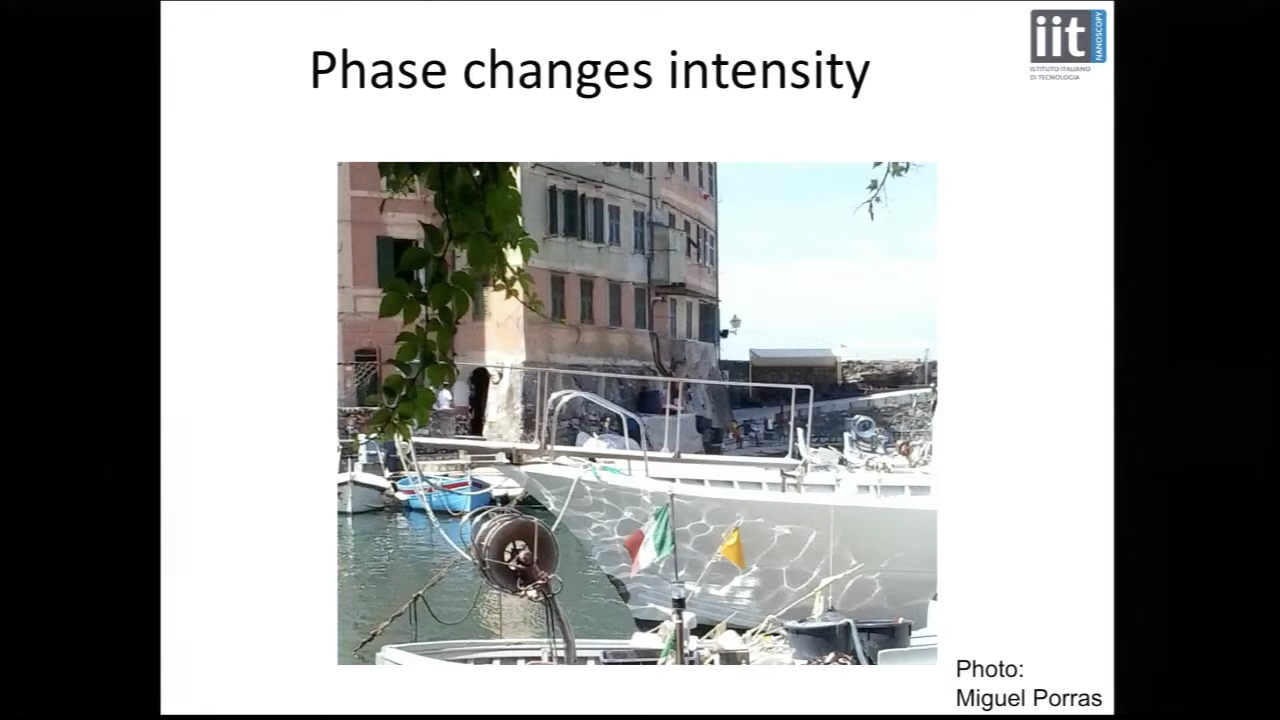 Phase changes intensity
iit
NANOSCOPY
ISTITUTO ITALIANO
DI TECNOLOGIA
Photo:
Miguel Porras